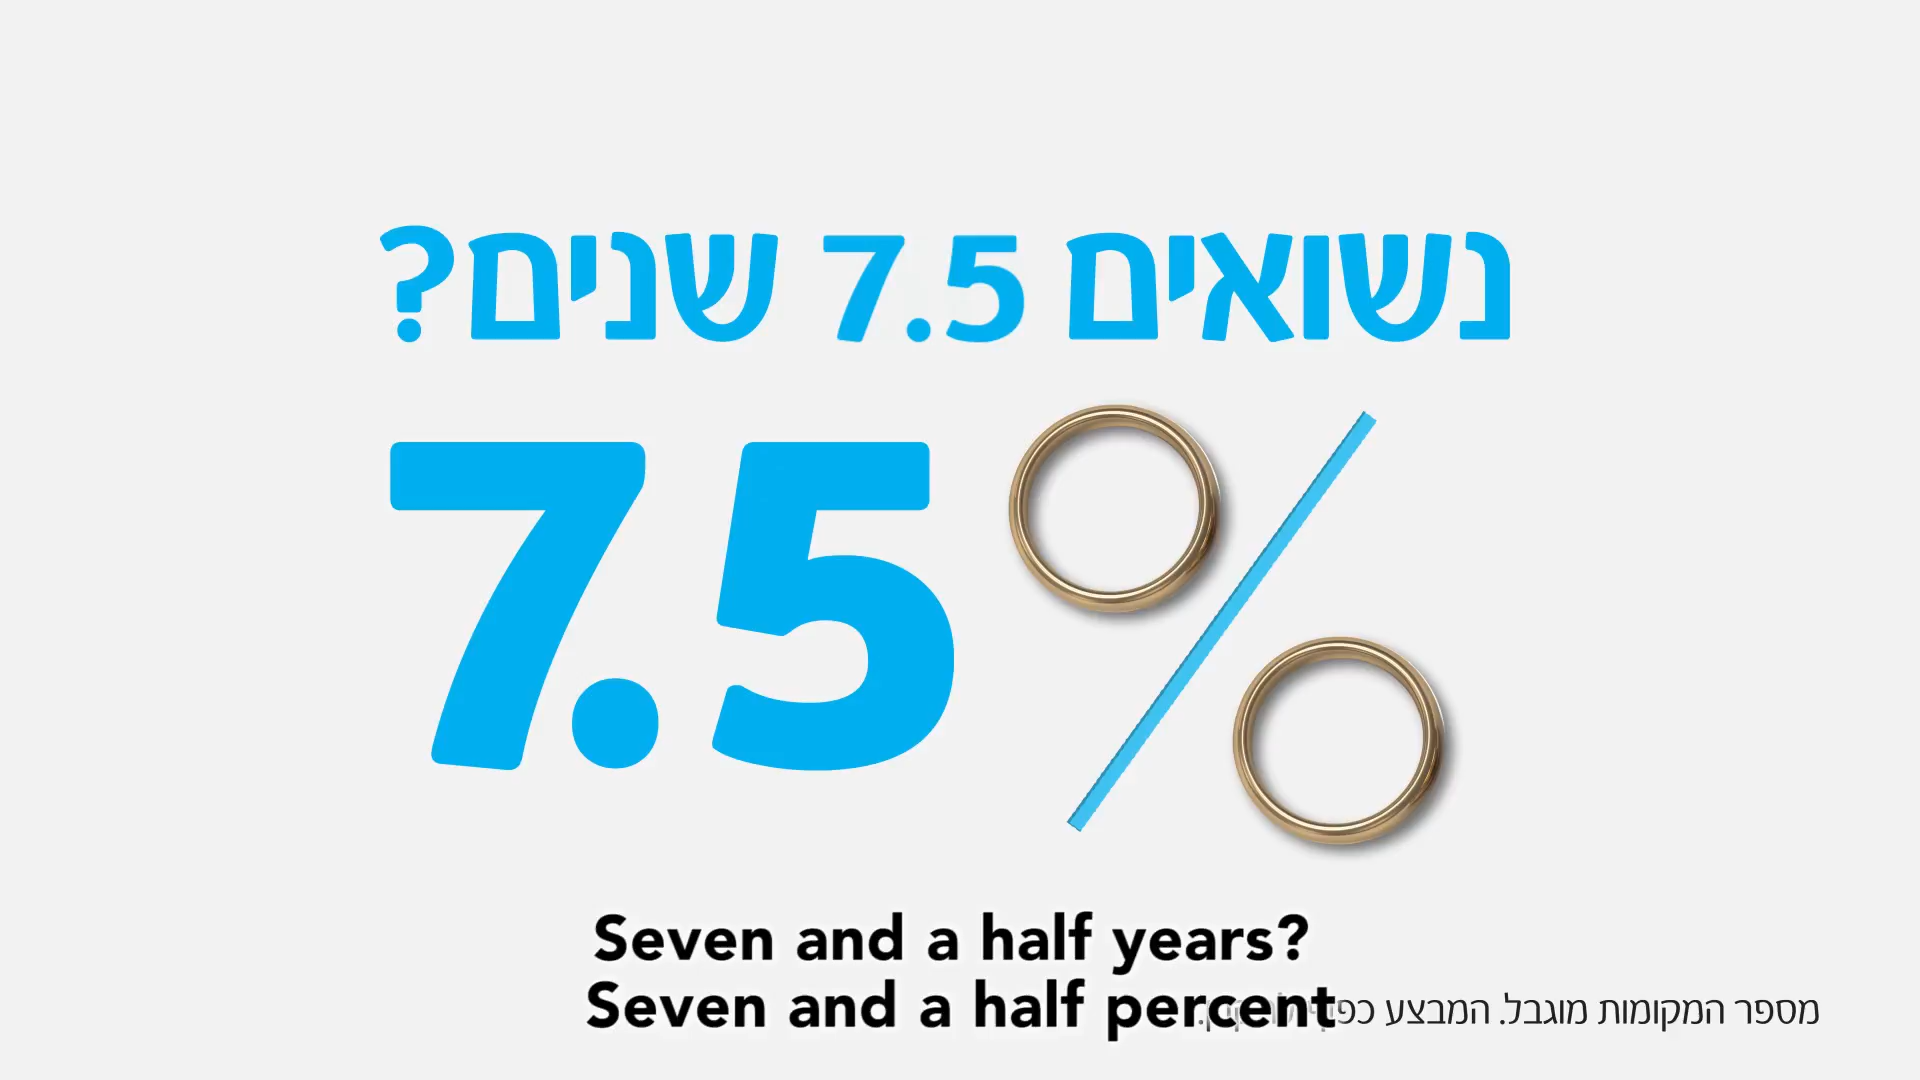 נשואים 7.5 שנים?
7.5%
Seven and a half years?
Seven and a half percent
מספר המקומות מוגבל. המבצע כפוף